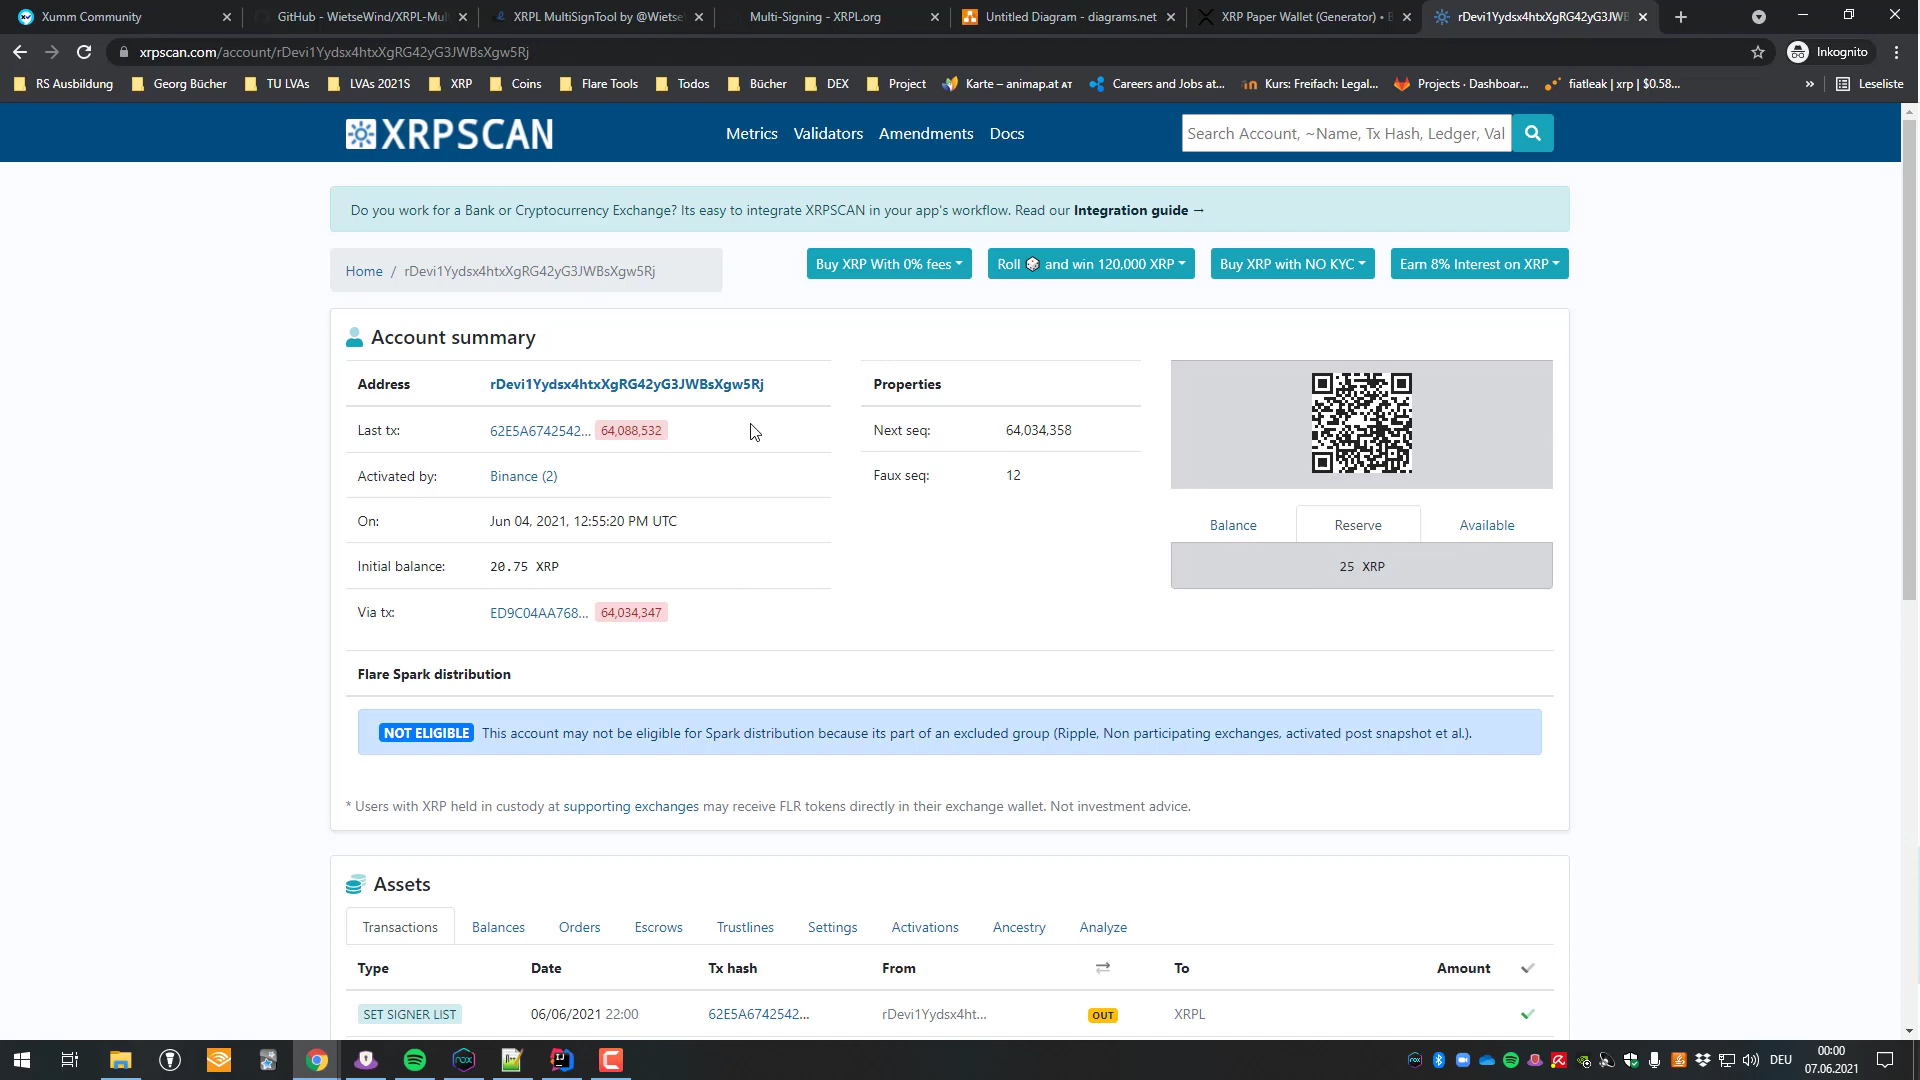 Xumm Community
GitHub - WietseWind/XRPL-Mul
XRPL MultiSignTool by @Wietse
Multi-Signing - XRPL.org
Untitled Diagram - diagrams.net
XRP Paper Wallet (Generator) • B
rDevi1Yydsx4htxXgRG42yG3JWB
xrpscan.com/account/rDevi1Yydsx4htxXgRG42yG3JWBsXgw5Rj
Inkognito
RS Ausbildung
Georg Bücher
TU LVAs
LVAs 2021S
XRP
Coins
Flare Tools
Todos
Bücher
DEX
Project
Karte – animap.at AT
Careers and Jobs at...
Kurs: Freifach: Legal...
Projects · Dashboar...
fiatleak | xrp | $0.58...
»
Leseliste
XRPSCAN
Metrics
Validators
Amendments
Docs
Search Account, ~Name, Tx Hash, Ledger, Val
Do you work for a Bank or Cryptocurrency Exchange? Its easy to integrate XRPSCAN in your app's workflow. Read our Integration guide →
Home / rDevi1Yydsx4htxXgRG42yG3JWBsXgw5Rj
Buy XRP With 0% fees
Roll and win 120,000 XRP
Buy XRP with NO KYC
Earn 8% Interest on XRP
Account summary
Address rDevi1Yydsx4htxXgRG42yG3JWBsXgw5Rj
Last tx: 62E5A6742542... 64,088,532
Activated by: Binance (2)
On: Jun 04, 2021, 12:55:20 PM UTC
Initial balance: 20.75 XRP
Via tx: ED9C04AA768... 64,034,347
Properties
Next seq: 64,034,358
Faux seq: 12
Balance
Reserve
Available
25 XRP
Flare Spark distribution
NOT ELIGIBLE This account may not be eligible for Spark distribution because its part of an excluded group (Ripple, Non participating exchanges, activated post snapshot et al.).
* Users with XRP held in custody at supporting exchanges may receive FLR tokens directly in their exchange wallet. Not investment advice.
Assets
Transactions
Balances
Orders
Escrows
Trustlines
Settings
Activations
Ancestry
Analyze
Type Date Tx hash From To Amount
SET SIGNER LIST 06/06/2021 22:00 62E5A6742542... rDevi1Yydsx4ht... OUT XRPL
DEU
00:00
07.06.2021